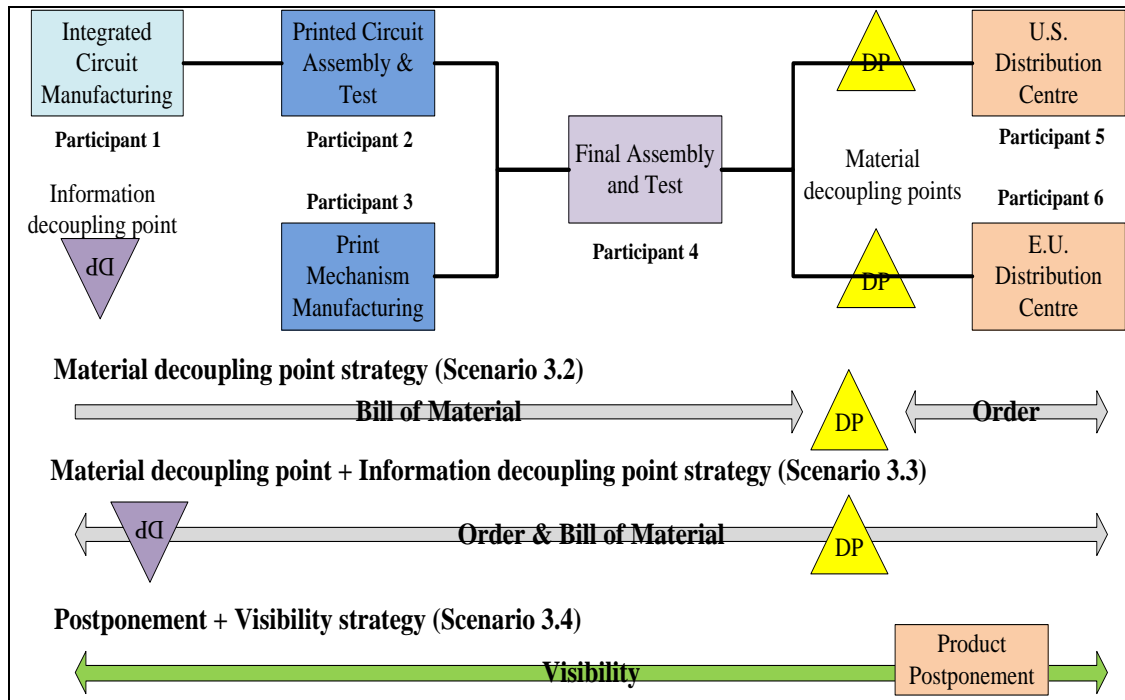 Integrated
Circuit
Manufacturing
Participant 1
Printed Circuit
Assembly &
Test
Participant 2
Information
decoupling point
DP
Participant 3
Print
Mechanism
Manufacturing
Final Assembly
and Test
Participant 4
DP
Material
decoupling points
DP
U.S.
Distribution
Centre
Participant 5
Participant 6
E.U.
Distribution
Centre
Material decoupling point strategy (Scenario 3.2)
Bill of Material
DP
Order
Material decoupling point + Information decoupling point strategy (Scenario 3.3)
DP
Order & Bill of Material
DP
Postponement + Visibility strategy (Scenario 3.4)
Visibility
Product
Postponement